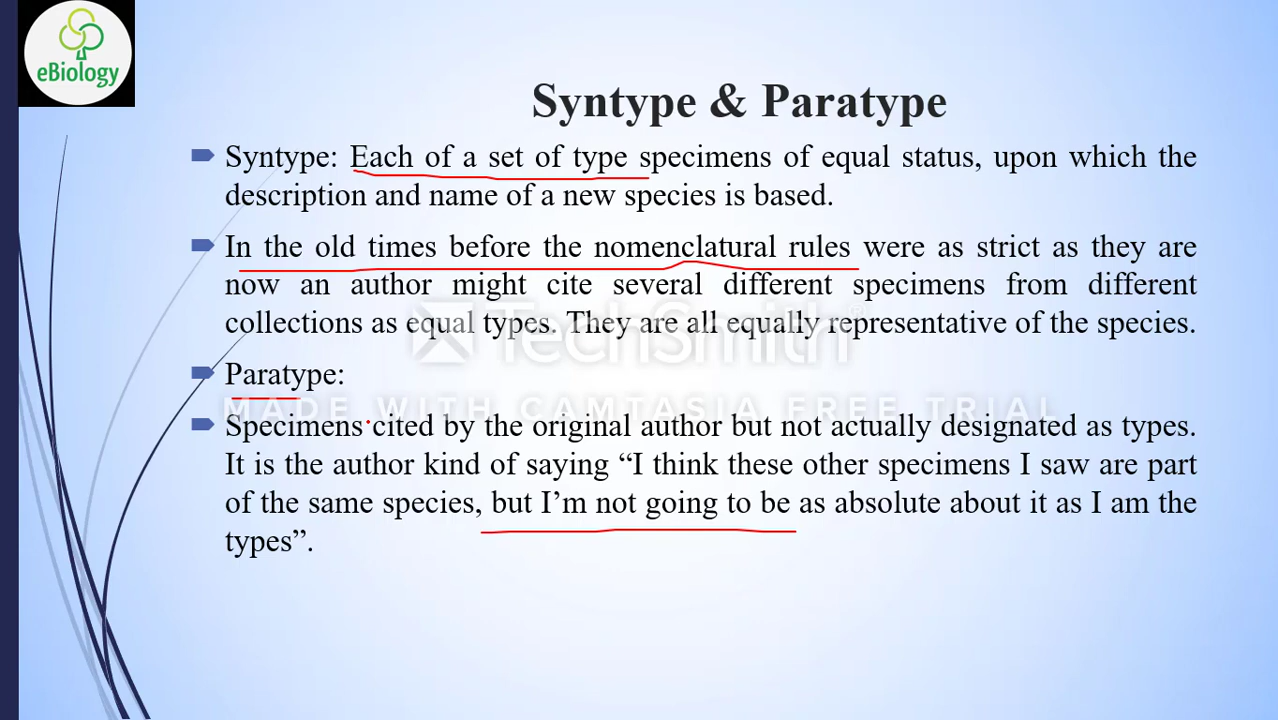 eBiology
Syntype & Paratype
Syntype: Each of a set of type specimens of equal status, upon which the
description and name of a new species is based.
In the old times before the nomenclatural rules were as strict as they are
now an author might cite several different specimens from different
collections as equal types. They are all equally representative of the species.
TechSmith
Paratype:
MADE WITH CAMTASIA FREE TRIAL
Specimens cited by the original author but not actually designated as types.
It is the author kind of saying “I think these other specimens I saw are part
of the same species, but I’m not going to be as absolute about it as I am the
types”.